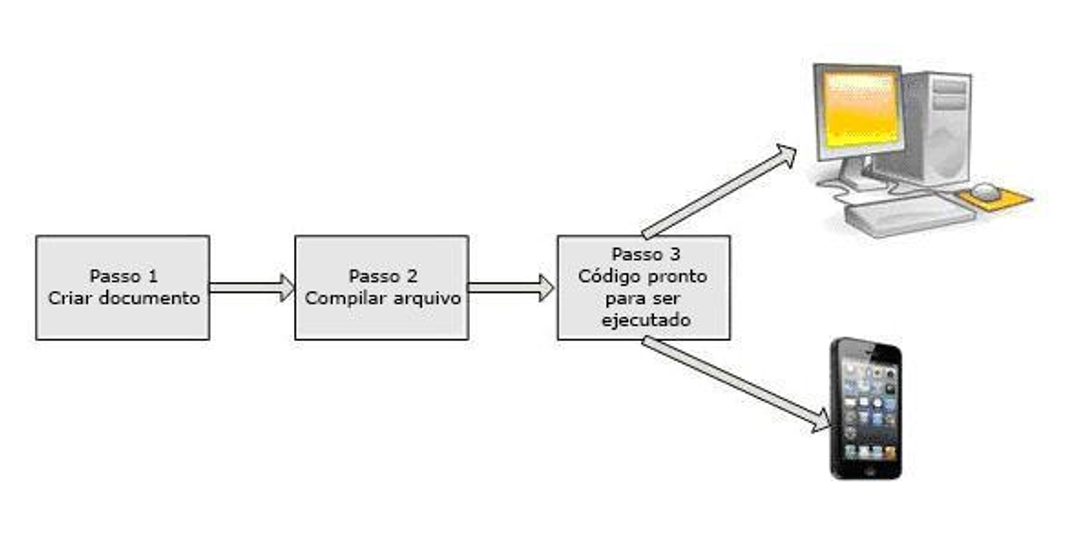 Passo 1
Criar documento
Passo 2
Compilar arquivo
Passo 3
Código pronto
para ser
ejecutado